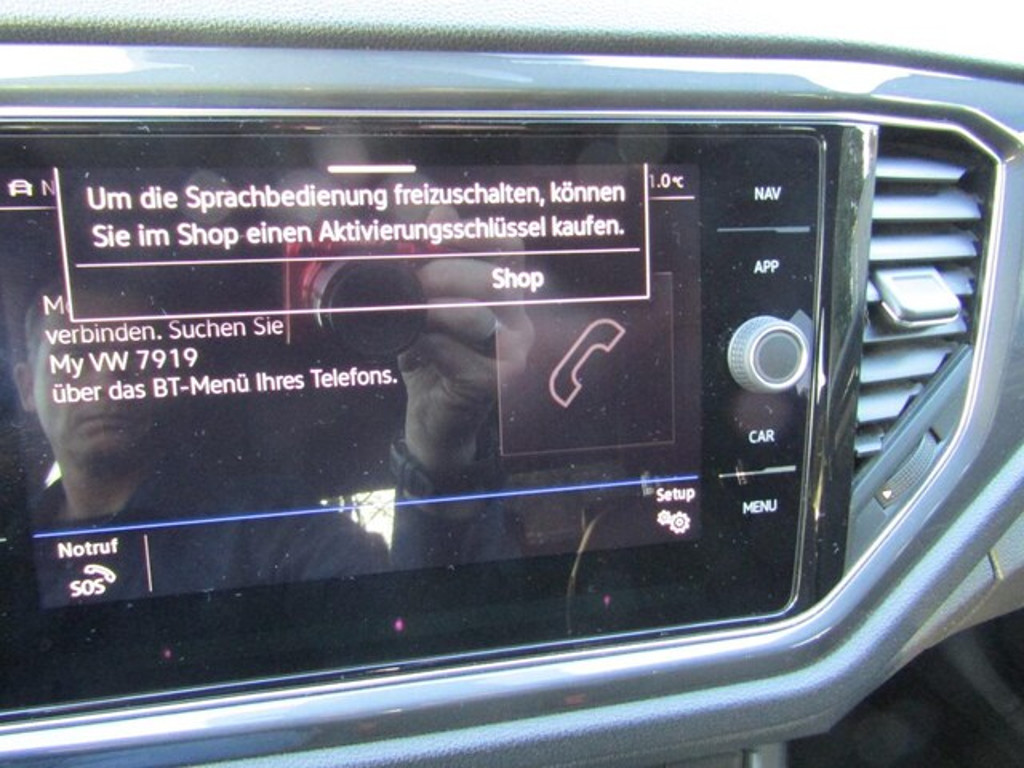 1.0°C
Um die Sprachbedienung freizuschalten, können
Sie im Shop einen Aktivierungsschlüssel kaufen.
Shop
verbinden. Suchen Sie
My VW 7919
über das BT-Menü Ihres Telefons.
Setup
Notruf
SOS
NAV
APP
CAR
MENU